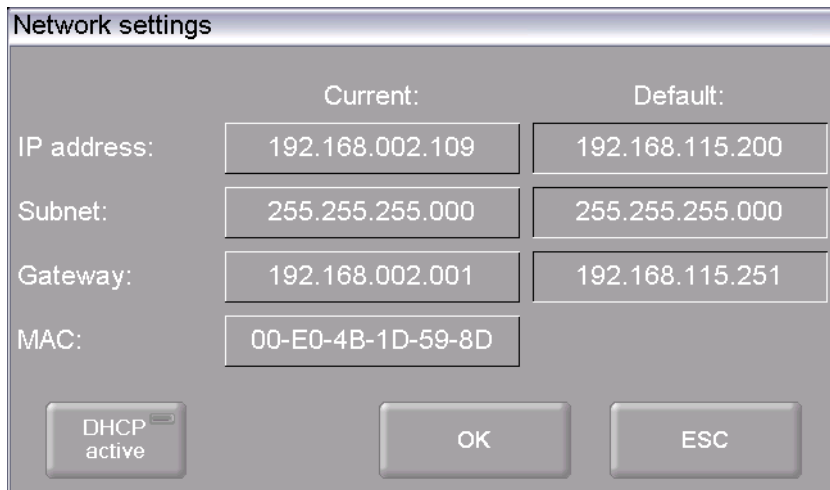 Network settings
Current: Default:
IP address: 192.168.002.109 192.168.115.200
Subnet: 255.255.255.000 255.255.255.000
Gateway: 192.168.002.001 192.168.115.251
MAC: 00-E0-4B-1D-59-8D
DHCP
active
OK
ESC